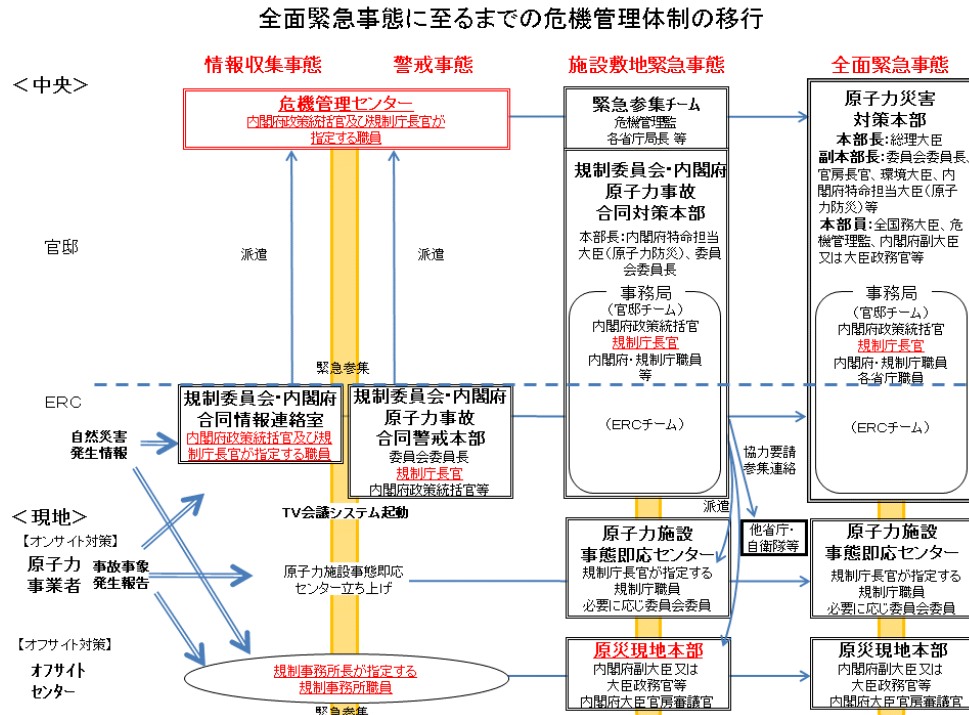 全面緊急事態に至るまでの危機管理体制の移行
情報収集事態
警戒事態
施設敷地緊急事態
全面緊急事態
<中央>
危機管理センター
内閣府政策統括官及び規制庁長官が
指定する職員
緊急参集チーム
危機管理監
各省庁局長 等
規制委員会・内閣府
原子力事故
合同対策本部
本部長:内閣府特命担当
大臣(原子力防災)、委員
会委員長
事務局
(官邸チーム)
内閣府政策統括官
規制庁長官
内閣府・規制庁職員
等
(ERCチーム)
原子力災害
対策本部
本部長:総理大臣
副本部長:委員会委員長、
官房長官、環境大臣、内
閣府特命担当大臣(原子
力防災)等
本部員:全国務大臣、危
機管理監、内閣府副大臣
又は大臣政務官等
事務局
(官邸チーム)
内閣府政策統括官
規制庁長官
内閣府・規制庁職員
各省庁職員
(ERCチーム)
官邸
派遣
派遣
緊急参集
ERC
規制委員会・内閣府
合同情報連絡室
内閣府政策統括官及び規
制庁長官が指定する職員
規制委員会・内閣府
原子力事故
合同警戒本部
委員会委員長
規制庁長官
内閣府政策統括官等
自然災害
発生情報
協力要請
参集連絡
派遣
TV会議システム起動
<現地>
【オンサイト対策】
原子力
事業者
事故事象
発生報告
原子力施設事態即応
センター立ち上げ
原子力施設
事態即応センター
規制庁長官が指定する
規制庁職員
必要に応じ委員会委員
他省庁・
自衛隊等
原子力施設
事態即応センター
規制庁長官が指定する
規制庁職員
必要に応じ委員会委員
【オフサイト対策】
オフサイト
センター
規制事務所長が指定する
規制事務所職員
緊急参集
原災現地本部
内閣府副大臣又は
大臣政務官等
内閣府大臣官房審議官
原災現地本部
内閣府副大臣又は
大臣政務官等
内閣府大臣官房審議官